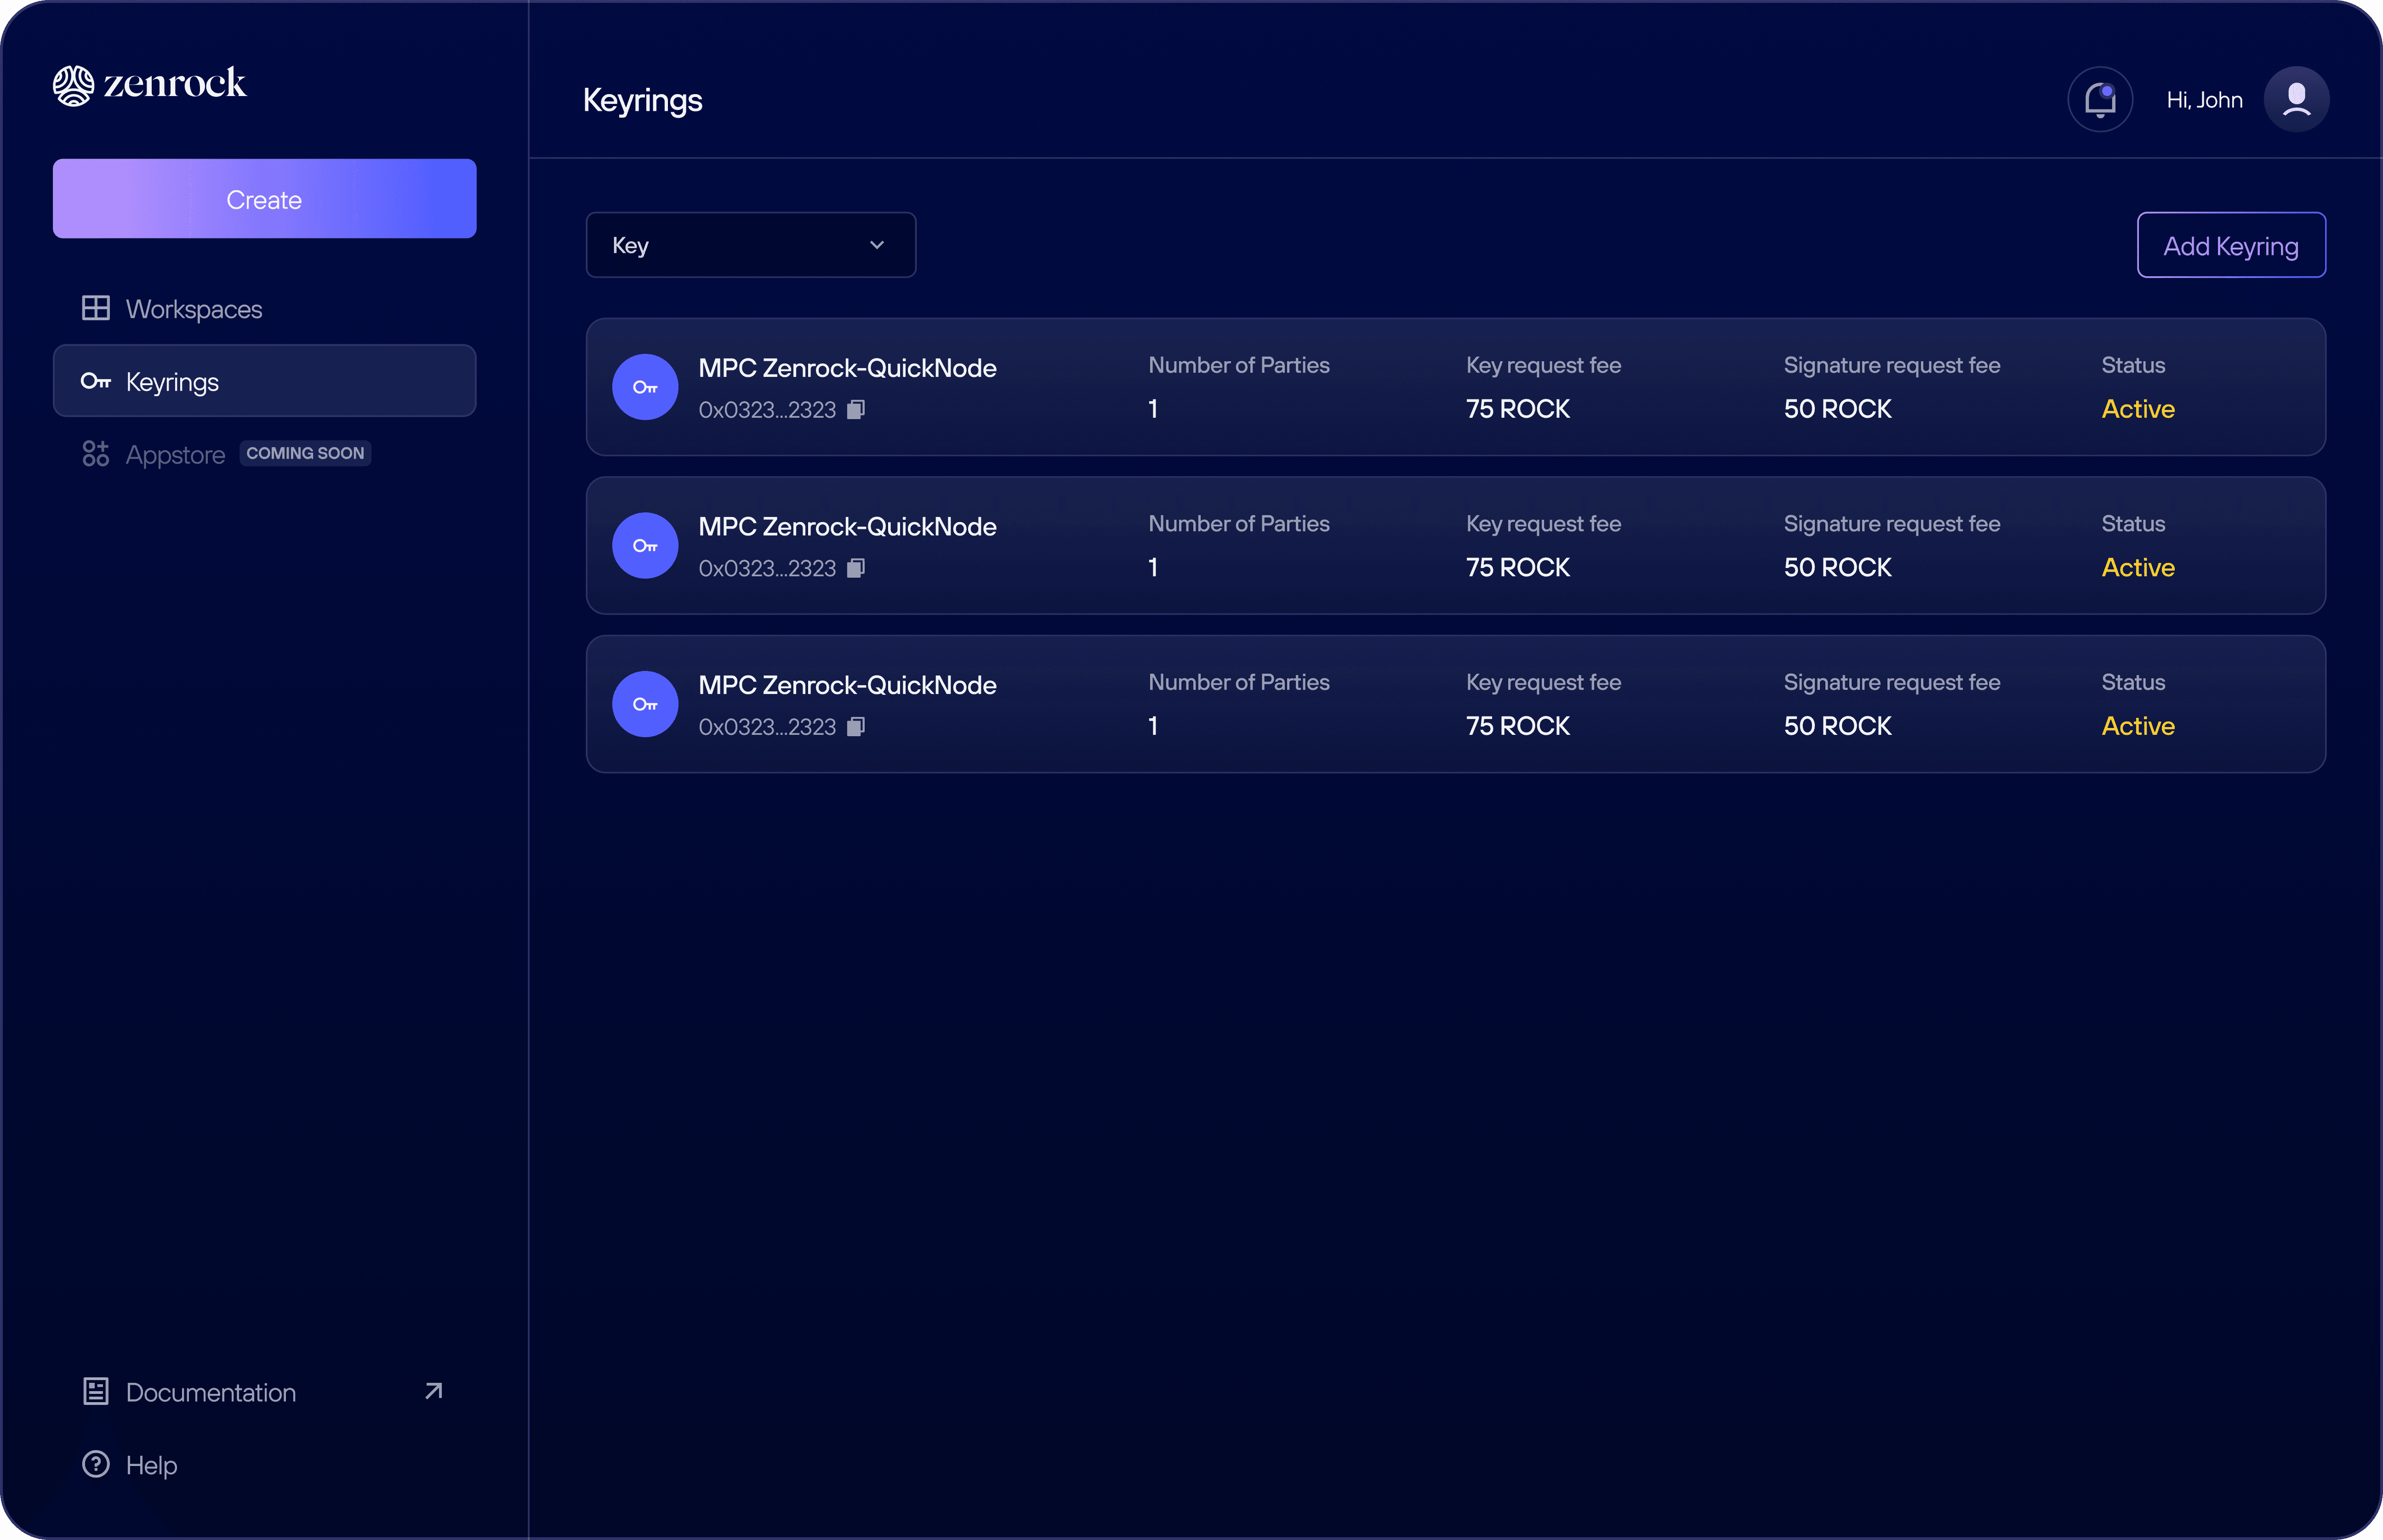 zenrock
Create
Workspaces
Keyrings
Appstore COMING SOON
Documentation
Help
Keyrings
Hi, John
Key
Add Keyring
MPC Zenrock-QuickNode
0x0323...2323
Number of Parties
1
Key request fee
75 ROCK
Signature request fee
50 ROCK
Status
Active
MPC Zenrock-QuickNode
0x0323...2323
Number of Parties
1
Key request fee
75 ROCK
Signature request fee
50 ROCK
Status
Active
MPC Zenrock-QuickNode
0x0323...2323
Number of Parties
1
Key request fee
75 ROCK
Signature request fee
50 ROCK
Status
Active